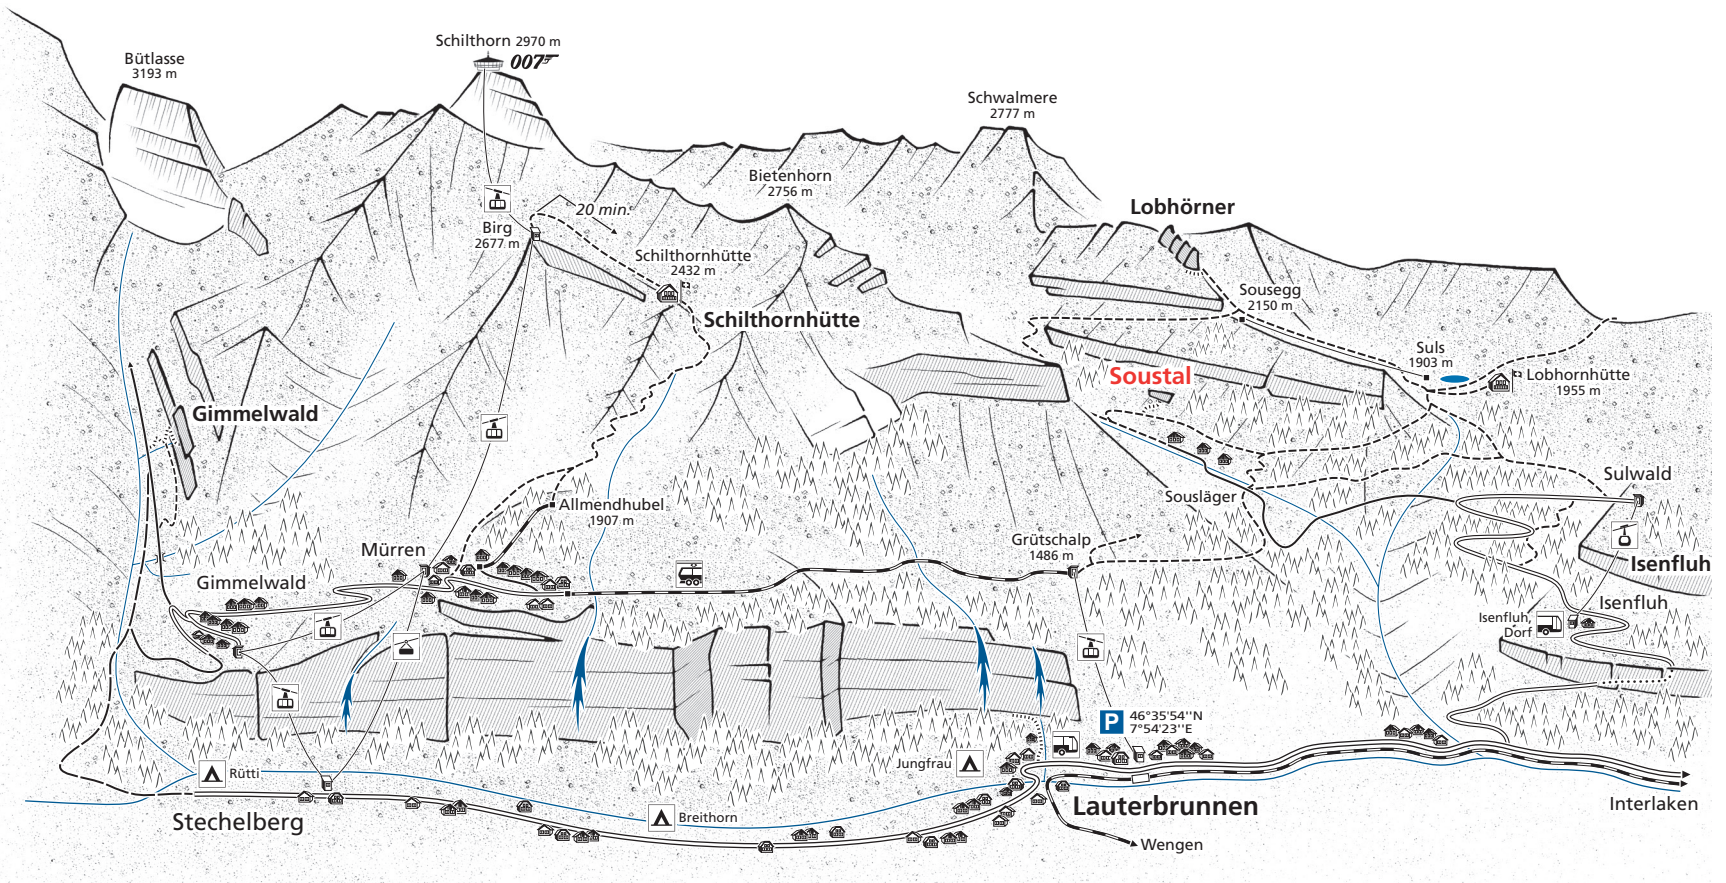 Schilthorn 2970 m
007
Bütlasse
3193 m
Schwalmere
2777 m
Bietenhorn
2756 m
20 min.
Lobhörner
Birg
2677 m
Schilthornhütte
2432 m
Sousegg
2150 m
Schilthornhütte
Suls
1903 m
Soustal
Lobhornhütte
1955 m
Gimmelwald
Sulwald
Sousläger
Allmendhubel
1907 m
Grütschalp
1486 m
Mürren
Isenfluh
Gimmelwald
Isenfluh
Isenfluh,
Dorf
P
46°35'54''N
7°54'23''E
Jungfrau
Rütti
Interlaken
Lauterbrunnen
Stechelberg
Breithorn
Wengen